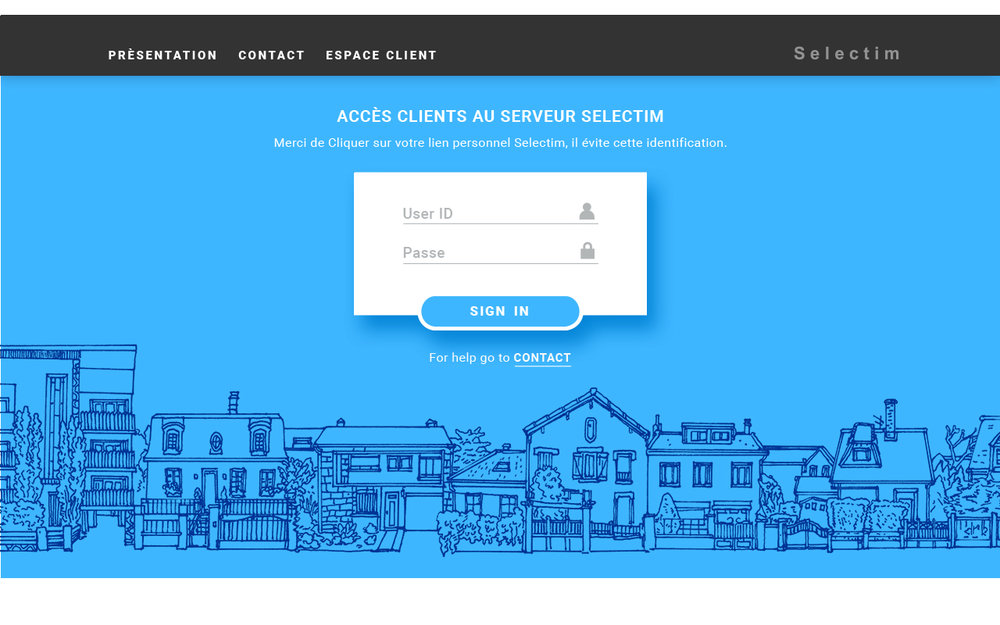 PRÈSENTATION CONTACT ESPACE CLIENT Selectim
ACCÈS CLIENTS AU SERVEUR SELECTIM
Merci de Cliquer sur votre lien personnel Selectim, il évite cette identification.
User ID
Passe
SIGN IN
For help go to CONTACT